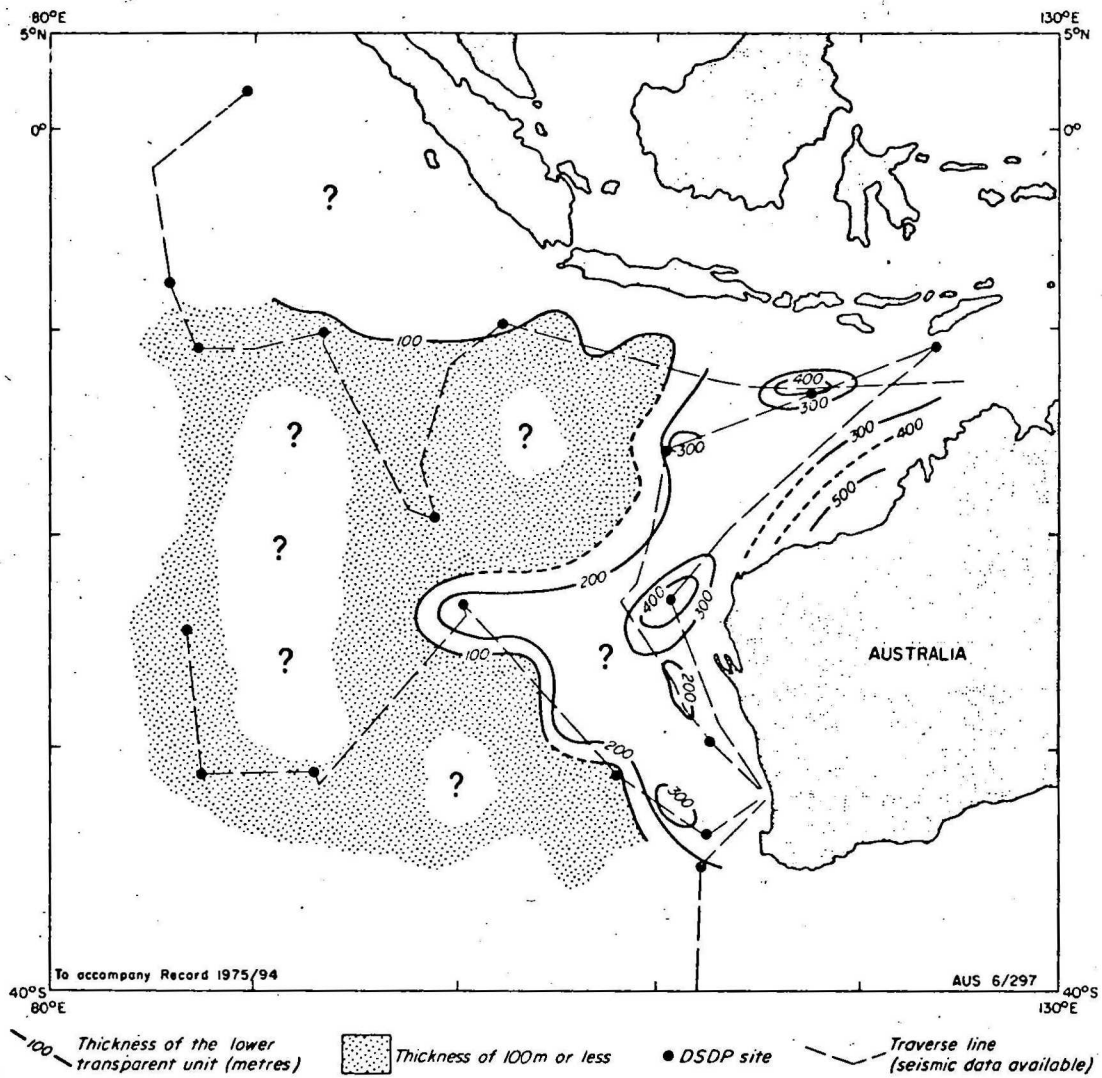 80°E
130°E
5°N
5°N
0°
0°
?
100
400
300
300
300
400
500
?
?
?
200
400
300
?
100
?
200
AUSTRALIA
200
?
300
To accompany Record 1975/94
AUS 6/297
40°S
40°S
80°E
130°E
100 Thickness of the lower transparent unit (metres)
Thickness of 100m or less
DSDP site
Traverse line (seismic data available)